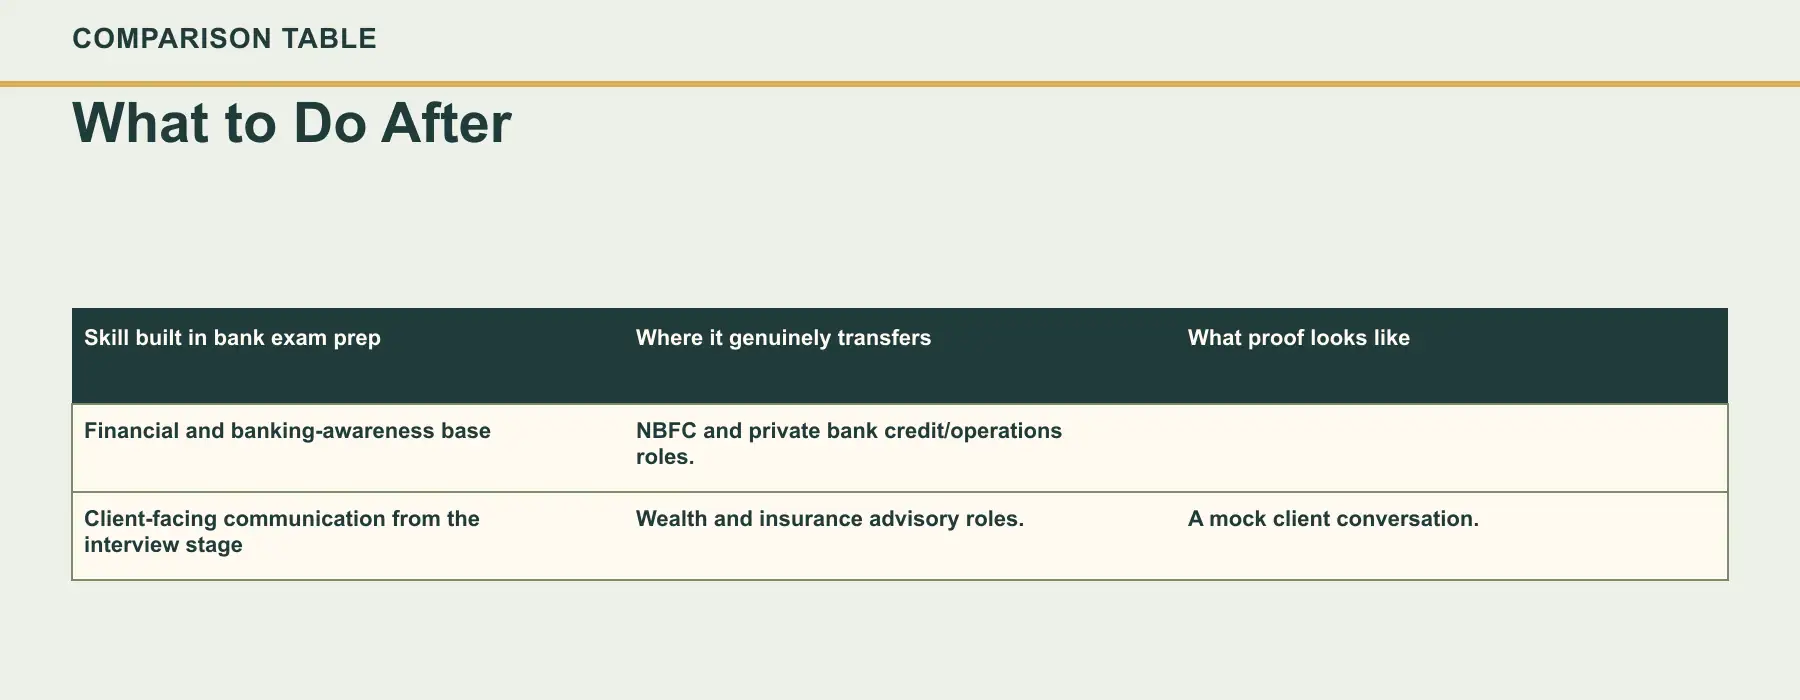 COMPARISON TABLE
What to Do After
Skill built in bank exam prep
Where it genuinely transfers
What proof looks like
Financial and banking-awareness base
NBFC and private bank credit/operations
roles.
Client-facing communication from the
interview stage
Wealth and insurance advisory roles.
A mock client conversation.